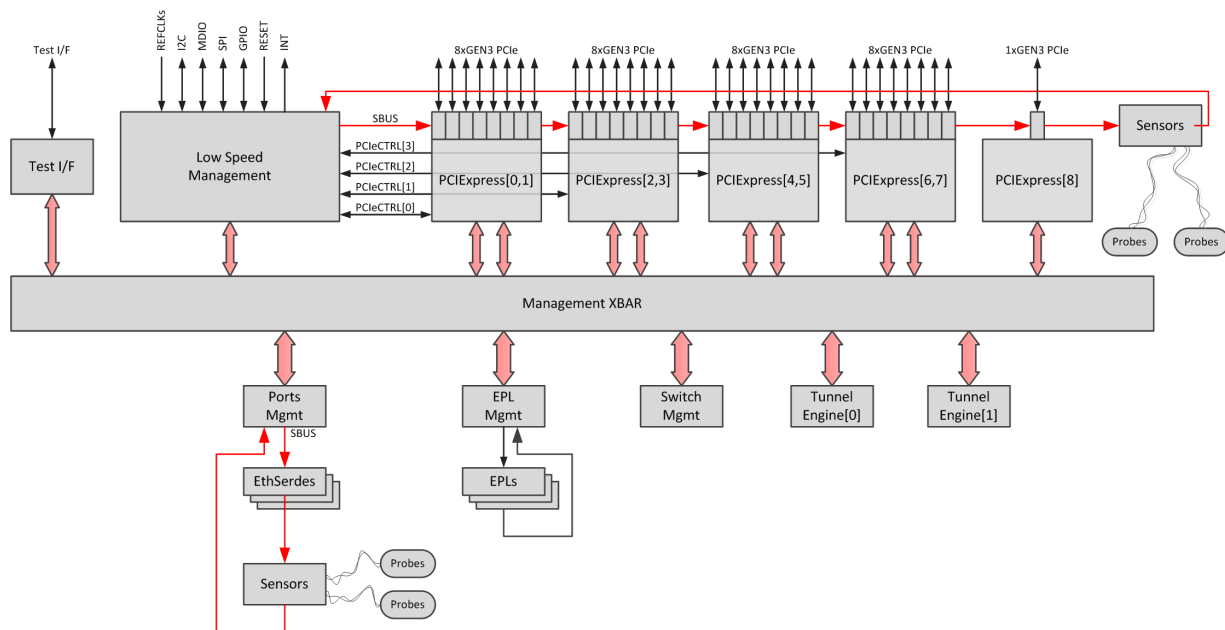 Test I/F
REFCLKs
I2C
MDIO
SPI
GPIO
RESET
INT
8xGEN3 PCIe
8xGEN3 PCIe
8xGEN3 PCIe
8xGEN3 PCIe
1xGEN3 PCIe
SBUS
Sensors
Test I/F
Low Speed
Management
PCIeCTRL[3]
PCIeCTRL[2]
PCIeCTRL[1]
PCIeCTRL[0]
PCIExpress[0,1]
PCIExpress[2,3]
PCIExpress[4,5]
PCIExpress[6,7]
PCIExpress[8]
Probes
Probes
Management XBAR
Ports
Mgmt
EPL
Mgmt
Switch
Mgmt
Tunnel
Engine[0]
Tunnel
Engine[1]
SBUS
EthSerdes
EPLs
Sensors
Probes
Probes